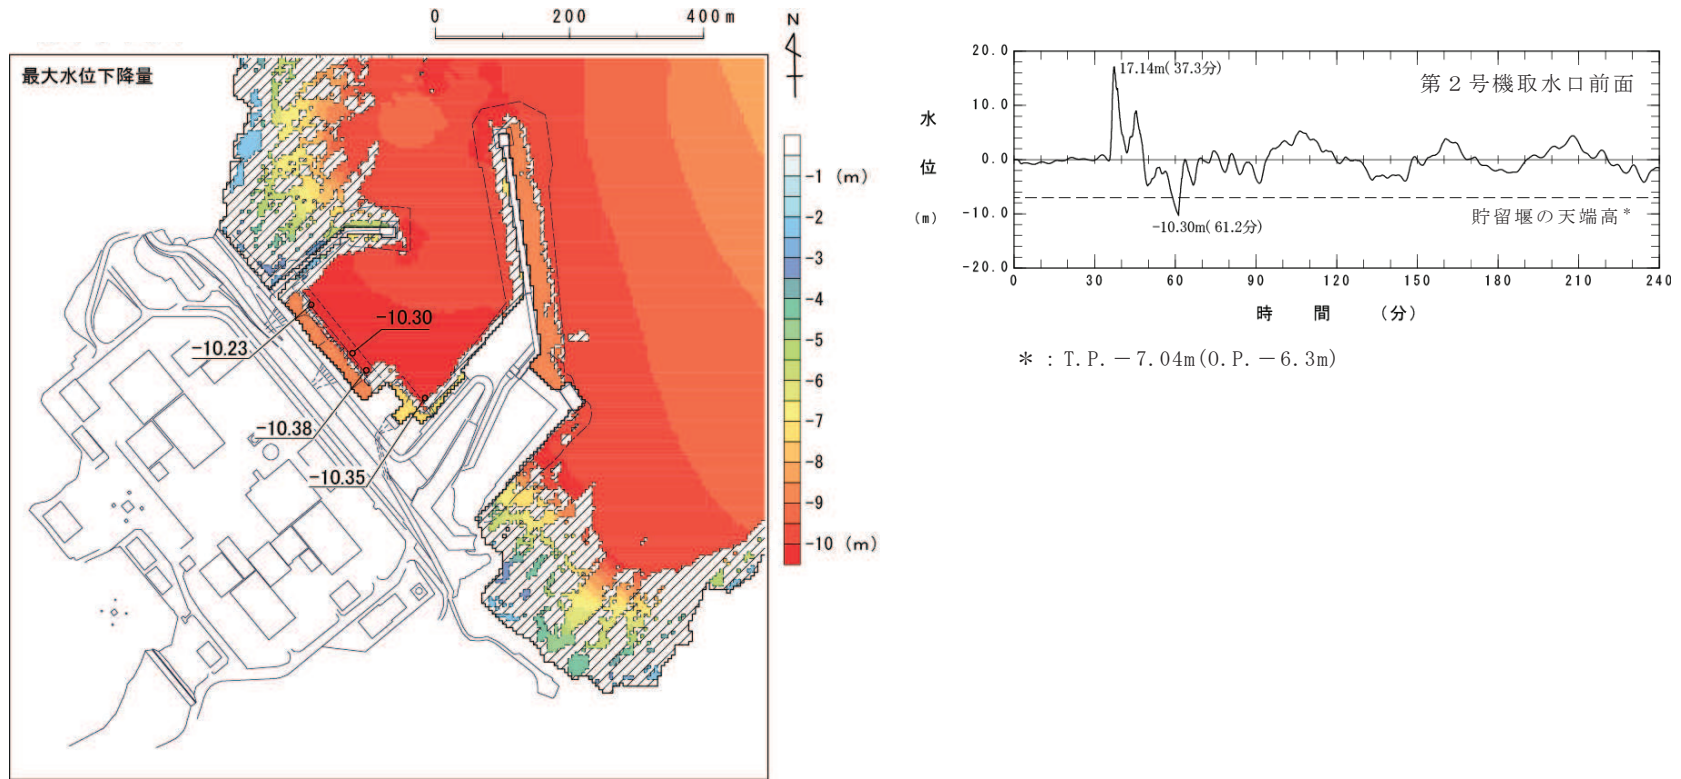 0 200 400m
N
最大水位下降量
-1 (m)
-2
-3
-4
-5
-6
-7
-8
-9
-10 (m)
-10.30
-10.23
-10.38
-10.35
20.0
10.0
0.0
-10.0
-20.0
水
位
(m)
17.14m(37.3分)
第2号機取水口前面
貯留堰の天端高*
-10.30m(61.2分)
0 30 60 90 120 150 180 210 240
時 間 (分)
*:T.P.-7.04m(O.P.-6.3m)